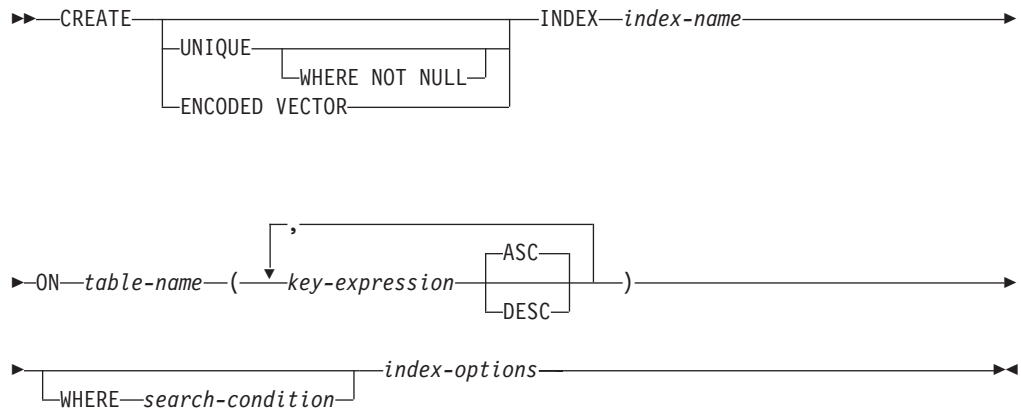 CREATE INDEX index-name
UNIQUE
WHERE NOT NULL
ENCODED VECTOR
,
ASC
ON table-name ( key-expression )
DESC
index-options
WHERE search-condition